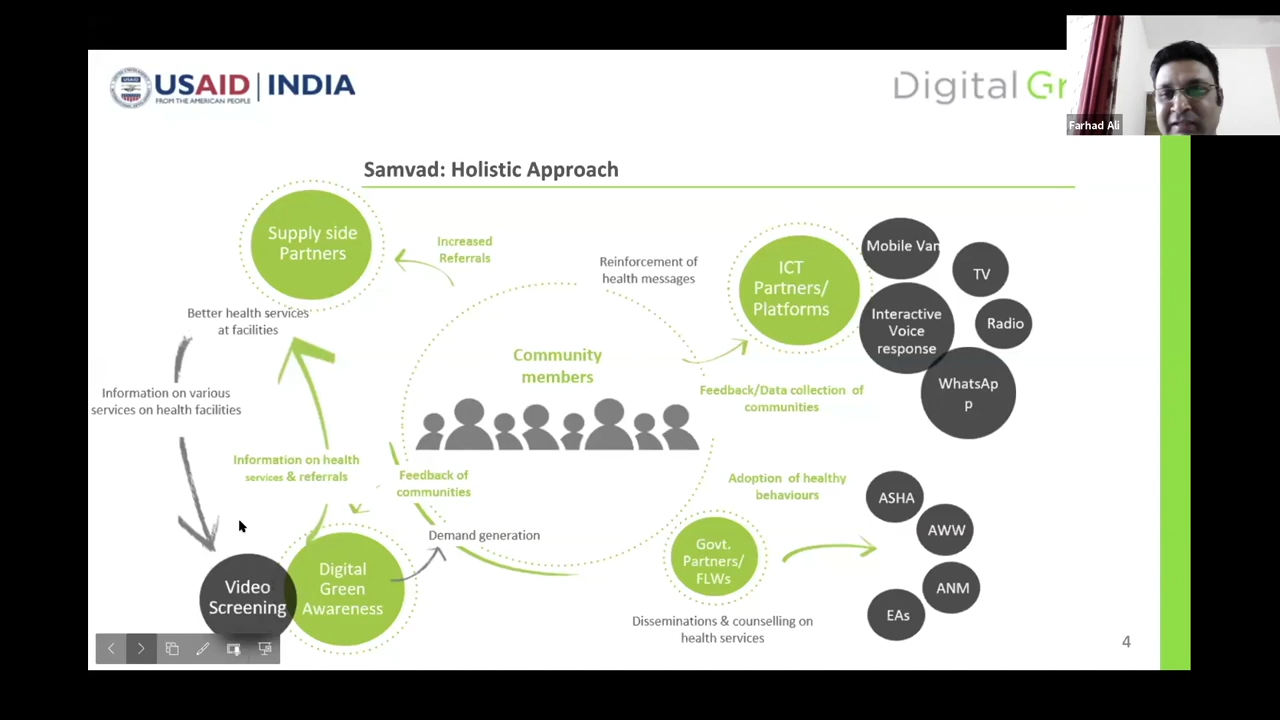 USAID | INDIA
FROM THE AMERICAN PEOPLE
Digital Gr
Farhad Ali
Samvad: Holistic Approach
Supply side
Partners
Increased
Referrals
Reinforcement of
health messages
ICT
Partners/
Platforms
Mobile Van
TV
Interactive
Voice
response
Radio
WhatsAp
p
Better health services
at facilities
Community
members
Information on various
services on health facilities
Feedback/Data collection of
communities
Information on health
services & referrals
Feedback of
communities
Adoption of healthy
behaviours
Demand generation
Govt.
Partners/
FLWs
ASHA
AWW
ANM
EAs
Video
Screening
Digital
Green
Awareness
Disseminations & counselling on
health services
4